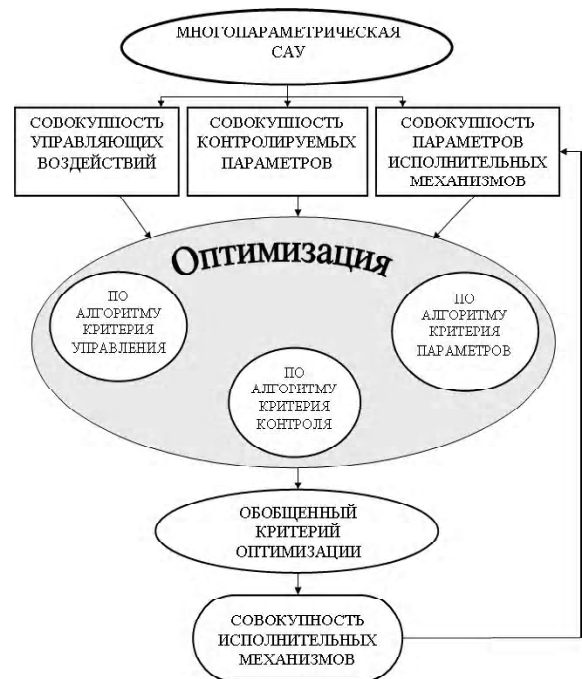 МНОГОПАРАМЕТРИЧЕСКАЯ
САУ
СОВОКУПНОСТЬ
УПРАВЛЯЮЩИХ
ВОЗДЕЙСТВИЙ
СОВОКУПНОСТЬ
КОНТРОЛИРУЕМЫХ
ПАРАМЕТРОВ
СОВОКУПНОСТЬ
ПАРАМЕТРОВ
ИСПОЛНИТЕЛЬНЫХ
МЕХАНИЗМОВ
Оптимизация
ПО
АЛГОРИТМУ
КРИТЕРИЯ
УПРАВЛЕНИЯ
ПО
АЛГОРИТМУ
КРИТЕРИЯ
КОНТРОЛЯ
ПО
АЛГОРИТМУ
КРИТЕРИЯ
ПАРАМЕТРОВ
ОБОБЩЕННЫЙ
КРИТЕРИЙ
ОПТИМИЗАЦИИ
СОВОКУПНОСТЬ
ИСПОЛНИТЕЛЬНЫХ
МЕХАНИЗМОВ